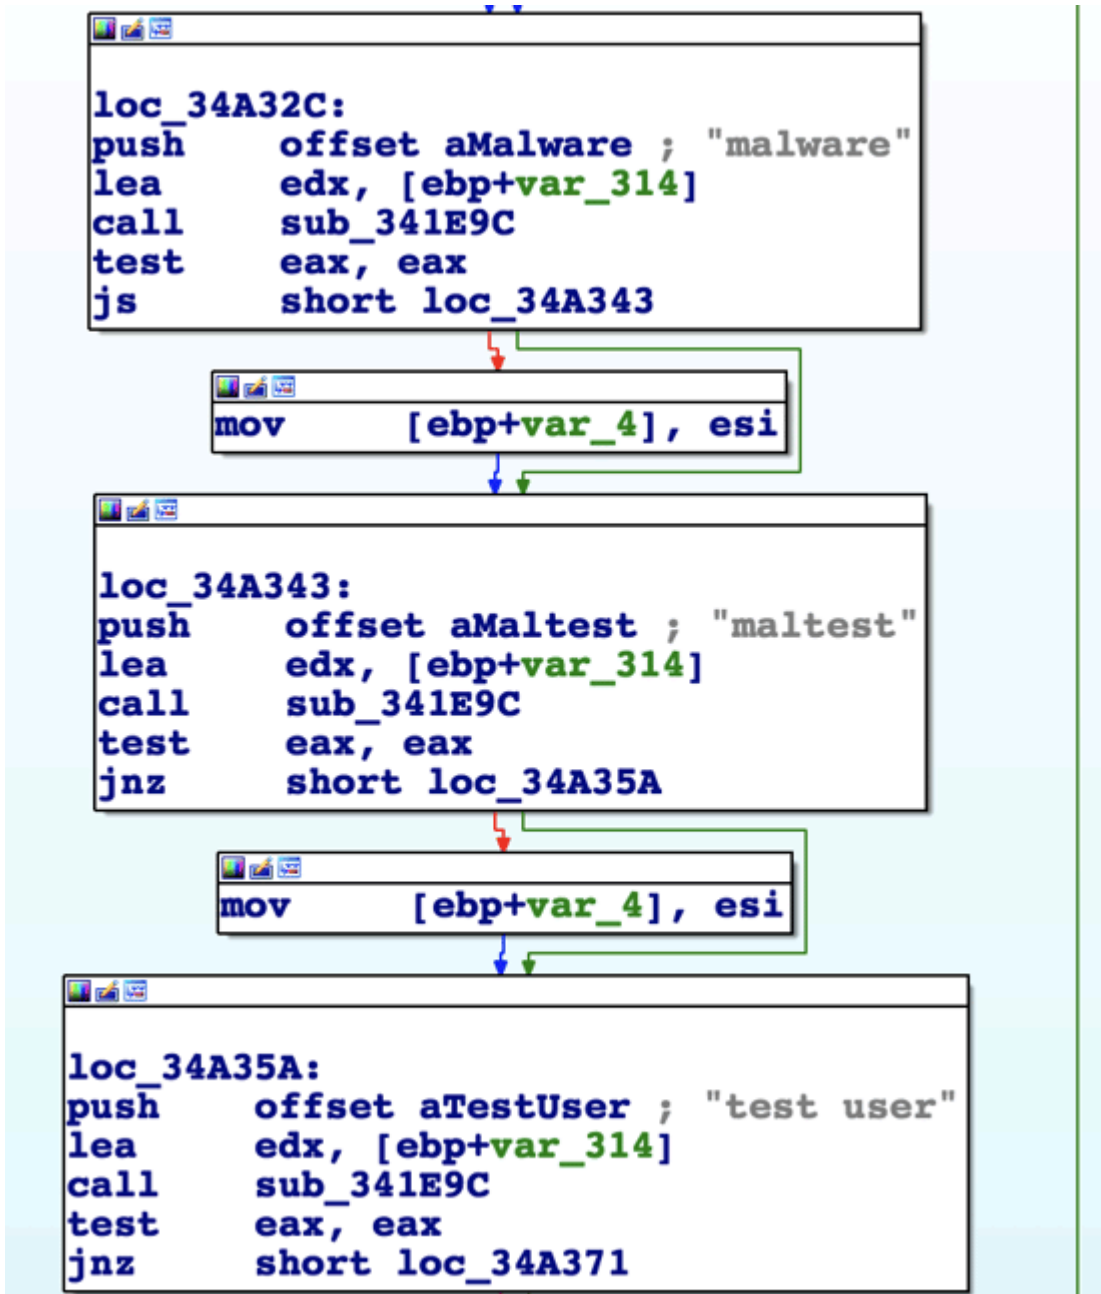 loc_34A32C:
push offset aMalware ; "malware"
lea edx, [ebp+var_314]
call sub_341E9C
test eax, eax
js short loc_34A343
mov [ebp+var_4], esi
loc_34A343:
push offset aMaltest ; "maltest"
lea edx, [ebp+var_314]
call sub_341E9C
test eax, eax
jnz short loc_34A35A
mov [ebp+var_4], esi
loc_34A35A:
push offset aTestUser ; "test user"
lea edx, [ebp+var_314]
call sub_341E9C
test eax, eax
jnz short loc_34A371